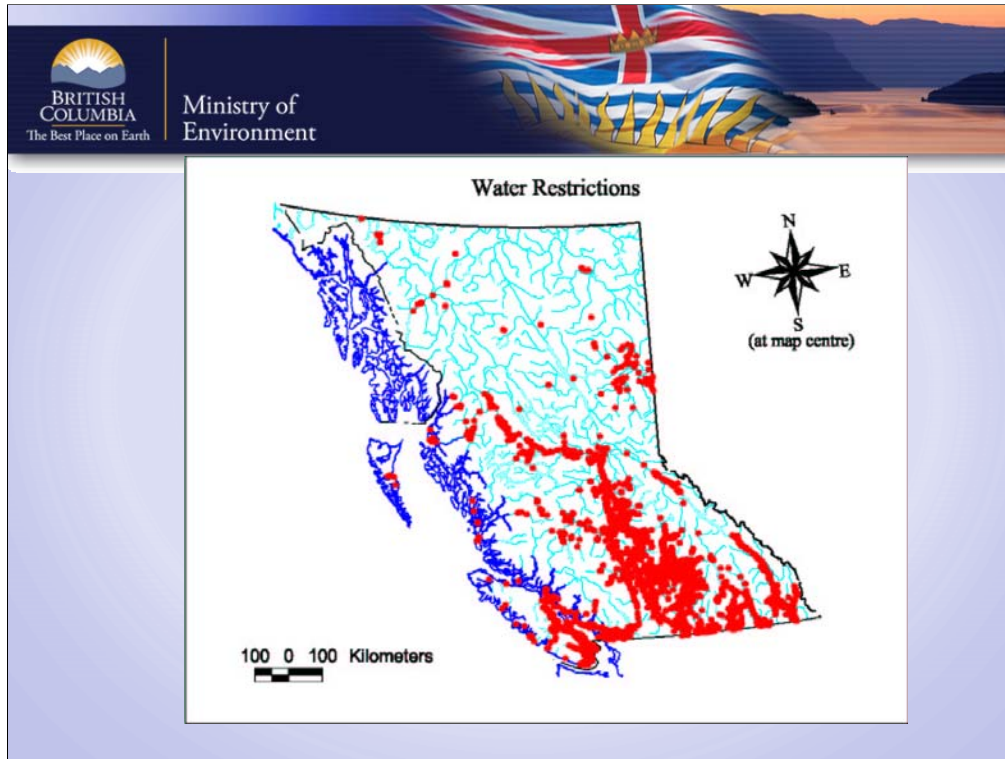 BRITISH
COLUMBIA
The Best Place on Earth
Ministry of
Environment
Water Restrictions
N
W
E
S
(at map centre)
100 0 100 Kilometers